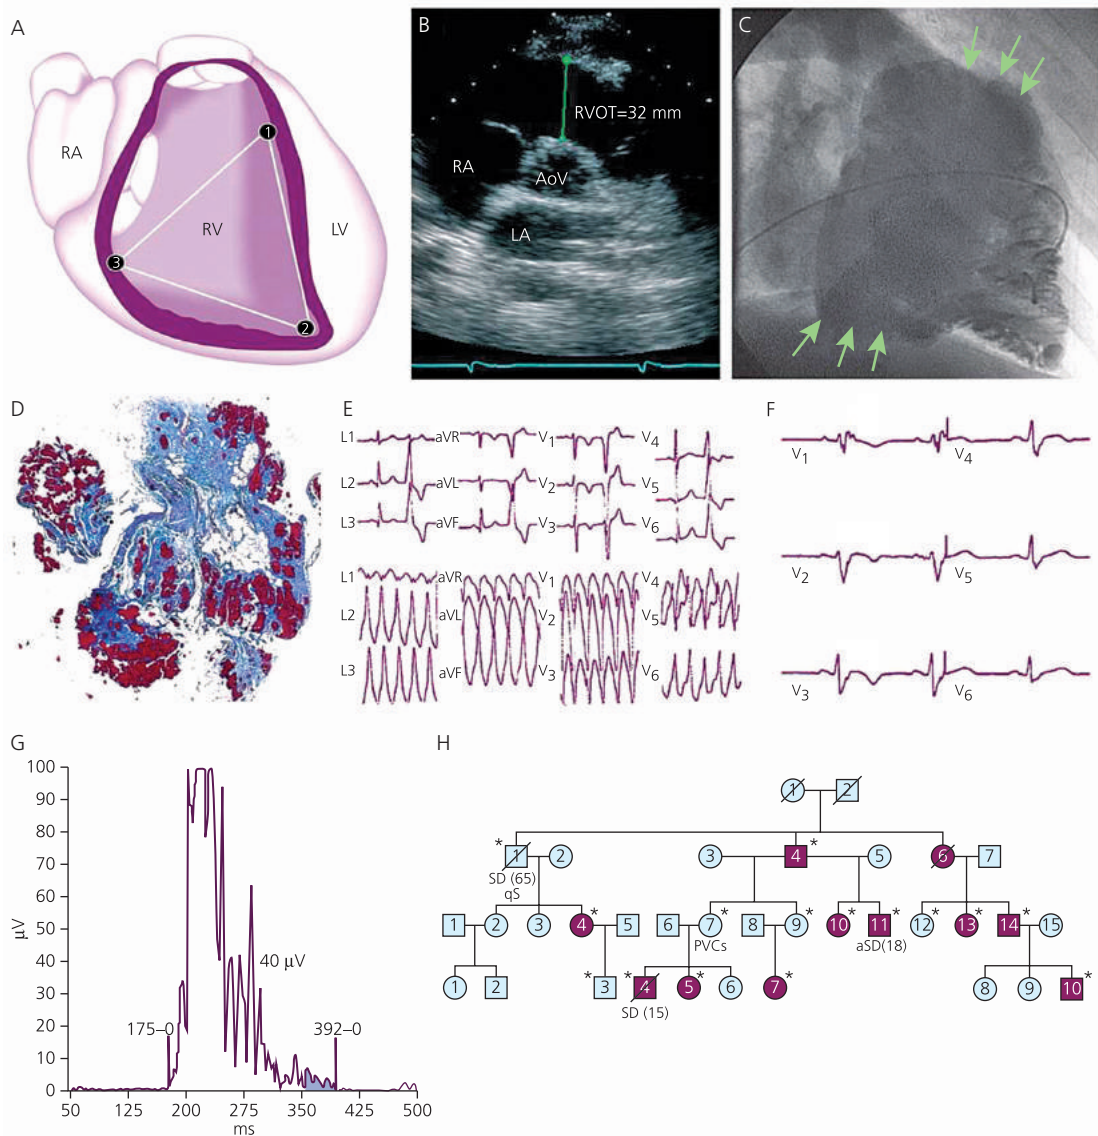 A
RA
RV
LV
1
2
3
B
RVOT=32 mm
RA
AoV
LA
C
D
E
L1 aVR V1 V4
L2 aVL V2 V5
L3 aVF V3 V6
L1 aVR V1 V4
L2 aVL V2 V5
L3 aVF V3 V6
F
V1 V4
V2 V5
V3 V6
G
100
90
80
70
60
50
40
30
20
10
0
µV
40 µV
175–0
392–0
50 125 200 275 350 425 500
ms
H
1 2
* 1 2 3 4 * 5 6 7
SD (65)
qS
1 2 3 4 * 5 6 7 * 8 9 * 10 * 11 * 12 * 13 * 14 * 15
PVCs
aSD(18)
1 2 * 3 * 4 5 * 6 7 * 8 9 10 *
SD (15)